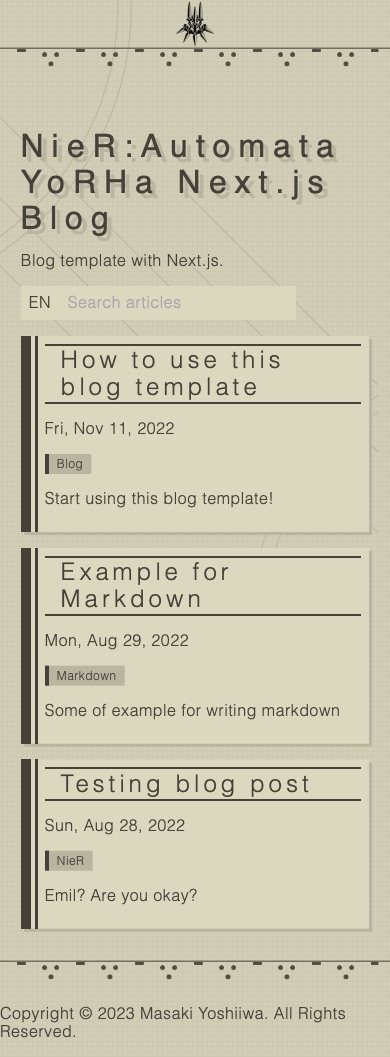 NieR:Automata
YoRHa Next.js
Blog
Blog template with Next.js.
EN Search articles
How to use this
blog template
Fri, Nov 11, 2022
Blog
Start using this blog template!
Example for
Markdown
Mon, Aug 29, 2022
Markdown
Some of example for writing markdown
Testing blog post
Sun, Aug 28, 2022
NieR
Emil? Are you okay?
Copyright © 2023 Masaki Yoshiiwa. All Rights
Reserved.